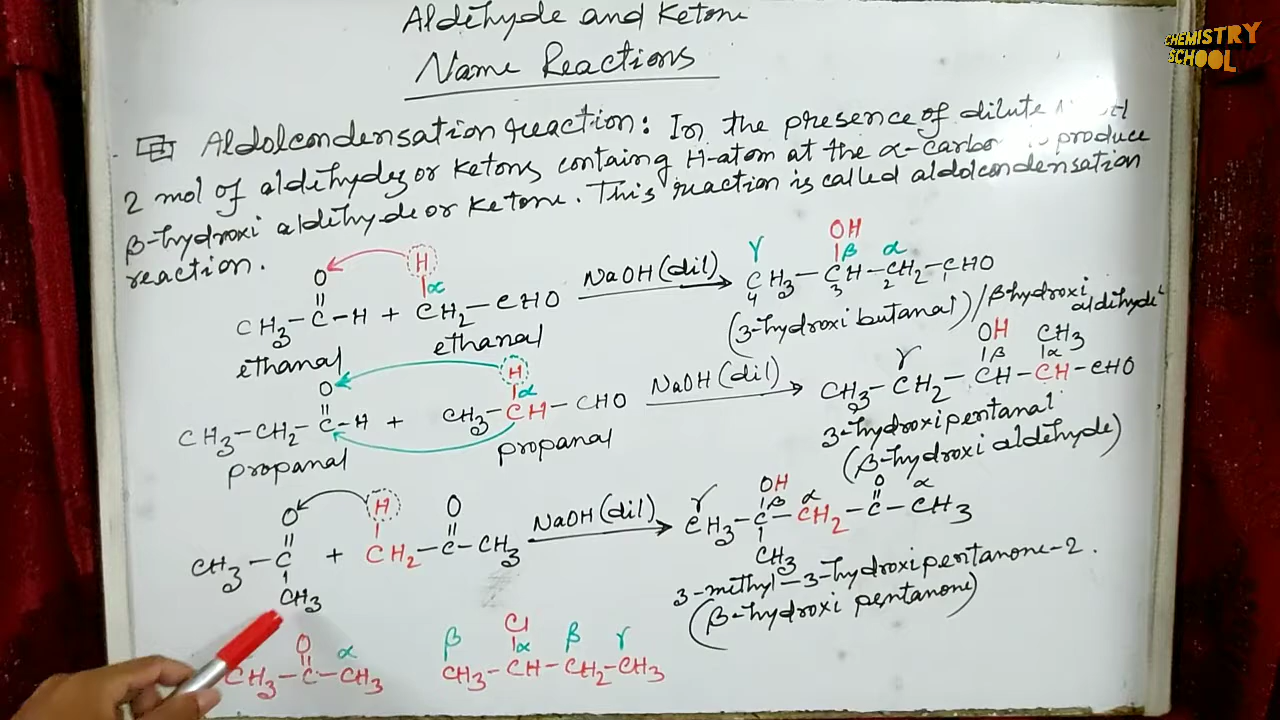 Aldehyde and Ketone
Name Reactions
CHEMISTRY
SCHOOL
Aldolcondensation reaction: In the presence of dilute
2 mol of aldehydes or ketons containg H-atom at the α-carbo is produce
β-hydroxi aldehyde or ketone. This reaction is called aldolcondensation
reaction.
O H OH
‖ | α NaOH (dil) γ | β α
CH3–C–H + CH2–CHO ⟶ CH3–CH–CH2–CHO
4 3 2 1
ethanal ethanal (3-hydroxi butanal)/β-hydroxi
aldehyde
O H OH CH3
‖ | α NaOH (dil) γ | β | α
CH3–CH2–C–H + CH3–CH–CHO ⟶ CH3–CH2–CH–CH–CHO
propanal propanal 3-hydroxipentanal
(β-hydroxi aldehyde)
O H O OH O
‖ | ‖ NaOH (dil) γ | β α ‖ α
CH3–C + CH2–C–CH3 ⟶ CH3–C–CH2–C–CH3
| |
CH3 CH3
3-methyl-3-hydroxipentanone-2.
(β-hydroxi pentanone)
O Cl
‖ α β | α β γ
CH3–C–CH3 CH3–CH–CH2–CH3